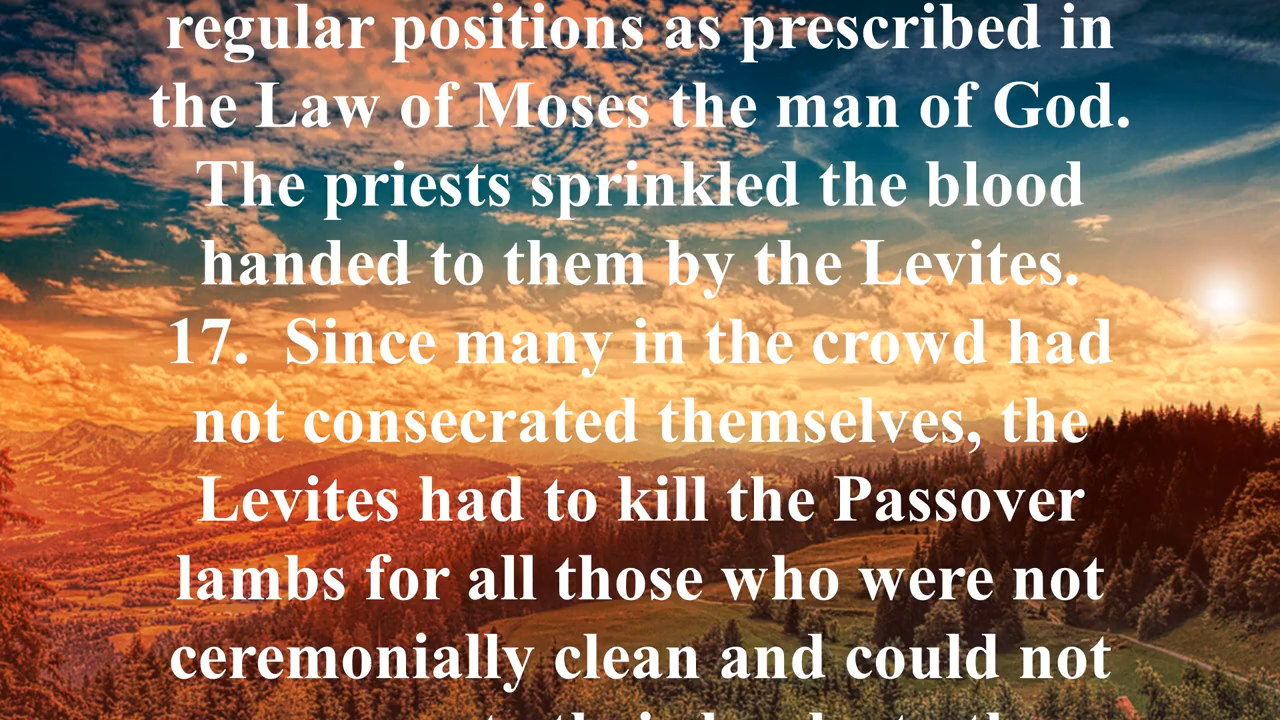 regular positions as prescribed in
the Law of Moses the man of God.
The priests sprinkled the blood
handed to them by the Levites.
17. Since many in the crowd had
not consecrated themselves, the
Levites had to kill the Passover
lambs for all those who were not
ceremonially clean and could not